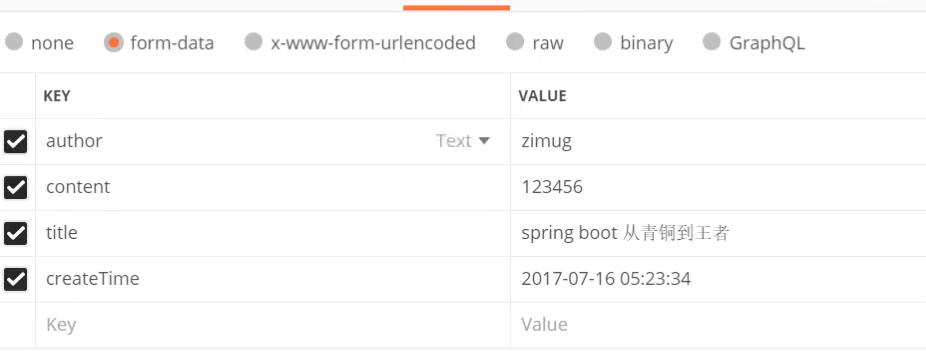 none form-data x-www-form-urlencoded raw binary GraphQL
KEY VALUE
author Text zimug
content 123456
title spring boot 从青铜到王者
createTime 2017-07-16 05:23:34
Key Value